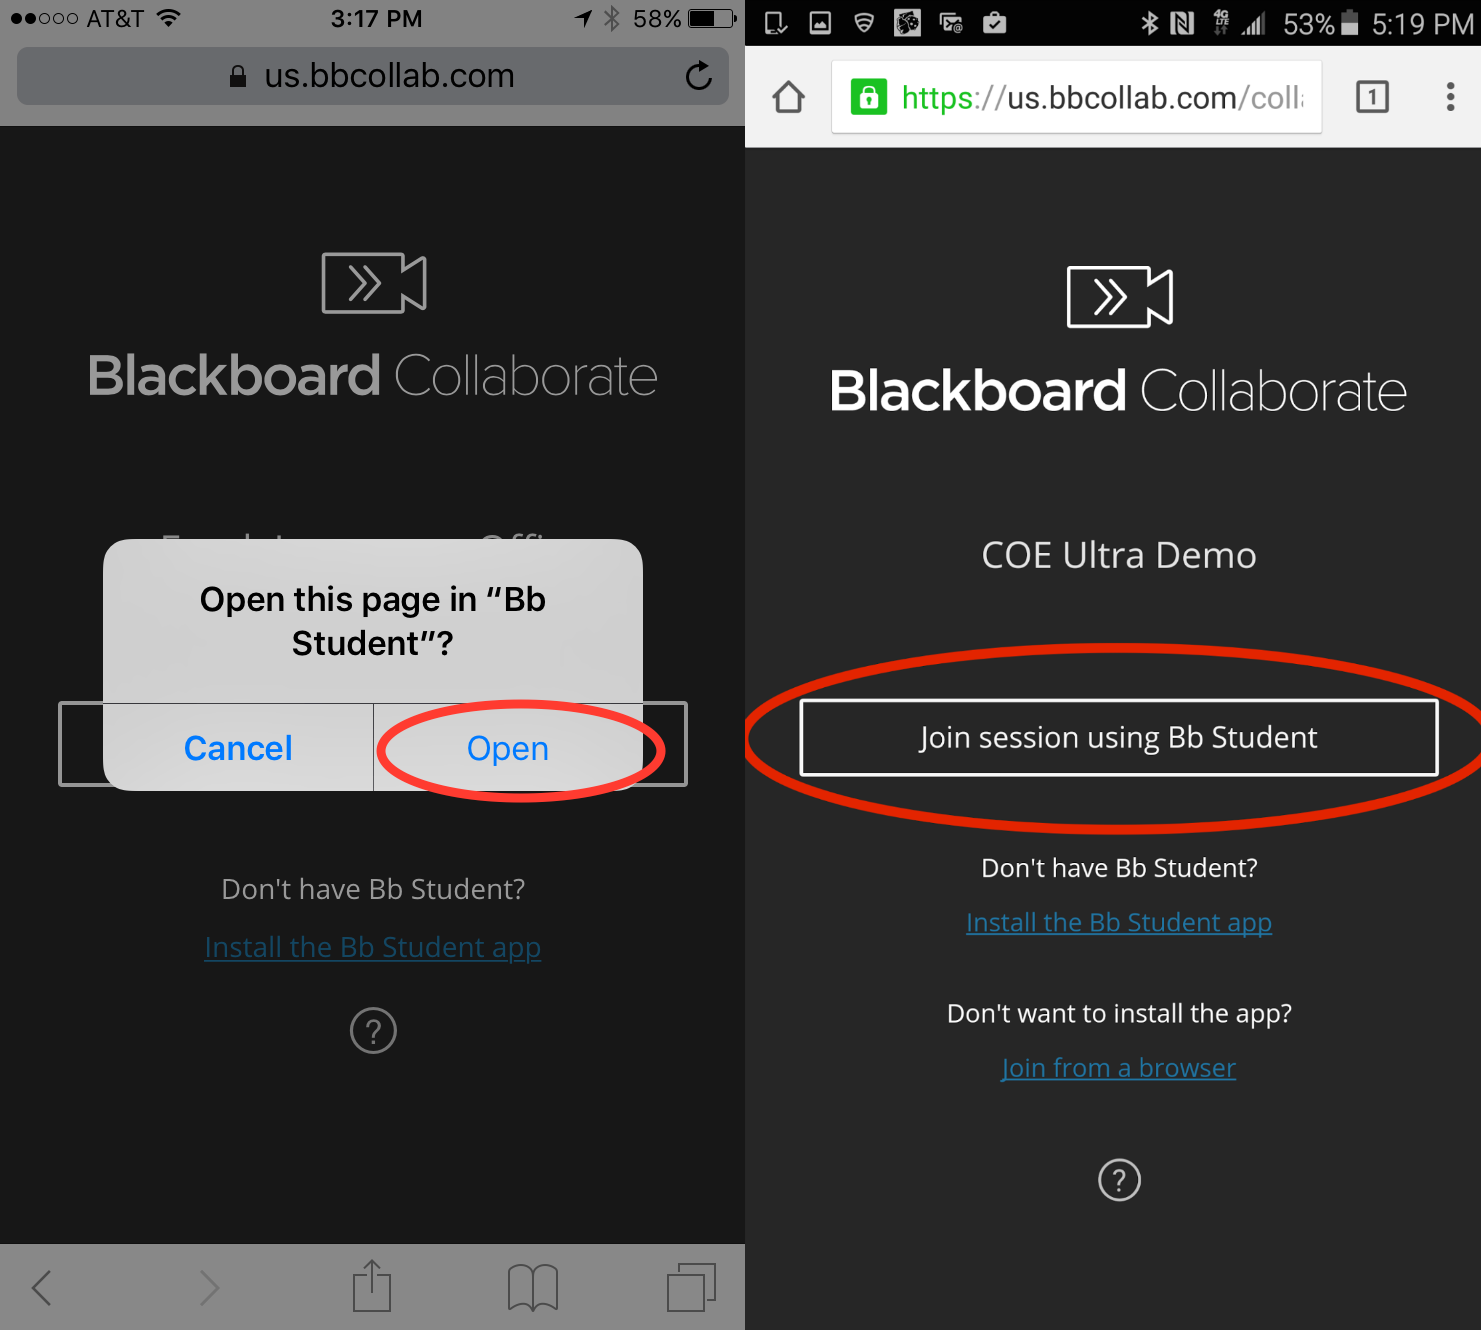 AT&T
3:17 PM
58%
us.bbcollab.com
Blackboard Collaborate
Open this page in “Bb
Student”?
Cancel
Open
Don't have Bb Student?
Install the Bb Student app
?
4G
LTE
53%
5:19 PM
https://us.bbcollab.com/coll
1
Blackboard Collaborate
COE Ultra Demo
Join session using Bb Student
Don't have Bb Student?
Install the Bb Student app
Don't want to install the app?
Join from a browser
?